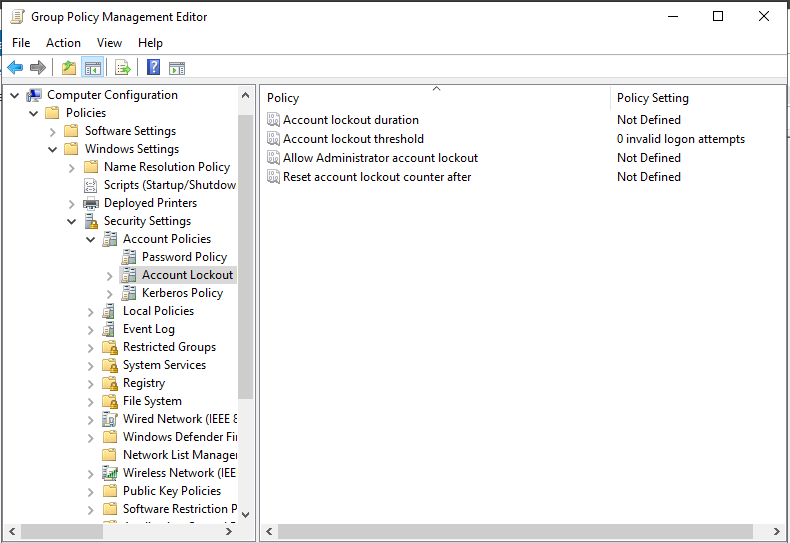 Group Policy Management Editor
File Action View Help
Computer Configuration
Policies
Software Settings
Windows Settings
Name Resolution Policy
Scripts (Startup/Shutdow
Deployed Printers
Security Settings
Account Policies
Password Policy
Account Lockout
Kerberos Policy
Local Policies
Event Log
Restricted Groups
System Services
Registry
File System
Wired Network (IEEE 8
Windows Defender Fi
Network List Manage
Wireless Network (IEE
Public Key Policies
Software Restriction P
Policy Policy Setting
Account lockout duration Not Defined
Account lockout threshold 0 invalid logon attempts
Allow Administrator account lockout Not Defined
Reset account lockout counter after Not Defined